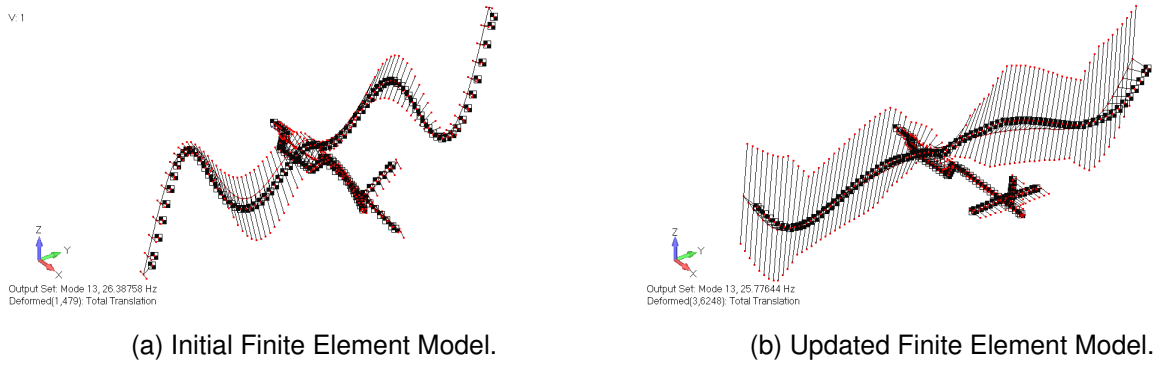 V: 1
Z
Y
X
Output Set: Mode 13, 26.38758 Hz
Deformed(1,479): Total Translation
(a) Initial Finite Element Model.
Z
Y
X
Output Set: Mode 13, 25.77644 Hz
Deformed(3,6248): Total Translation
(b) Updated Finite Element Model.